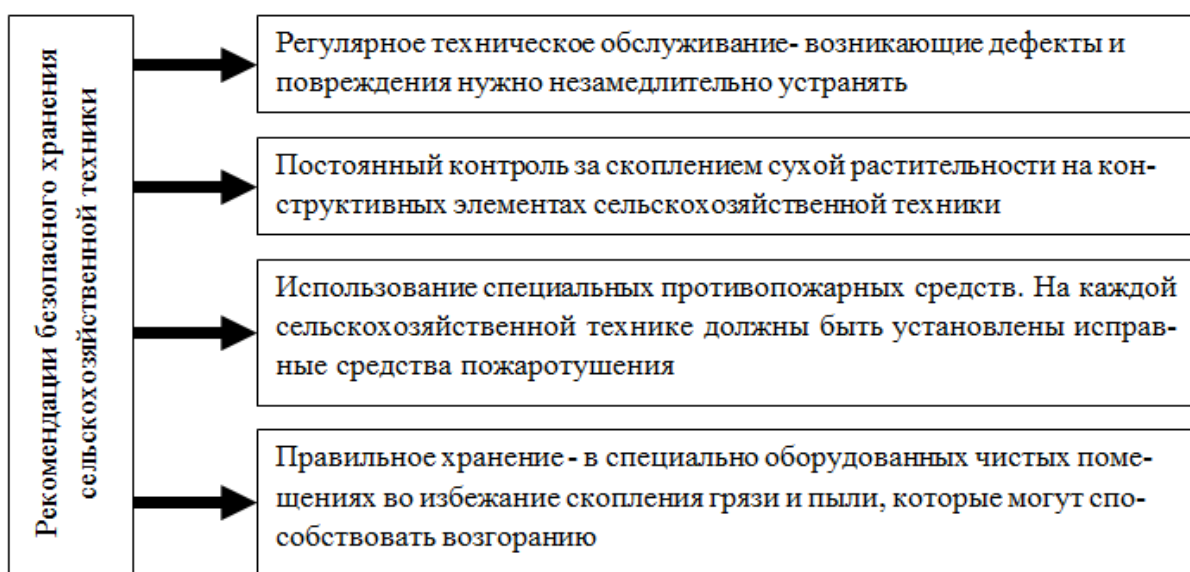 Рекомендации безопасного хранения
сельскохозяйственной техники
Регулярное техническое обслуживание- возникающие дефекты и
повреждения нужно незамедлительно устранять
Постоянный контроль за скоплением сухой растительности на кон-
структивных элементах сельскохозяйственной техники
Использование специальных противопожарных средств. На каждой
сельскохозяйственной технике должны быть установлены исправ-
ные средства пожаротушения
Правильное хранение - в специально оборудованных чистых поме-
щениях во избежание скопления грязи и пыли, которые могут спо-
собствовать возгоранию